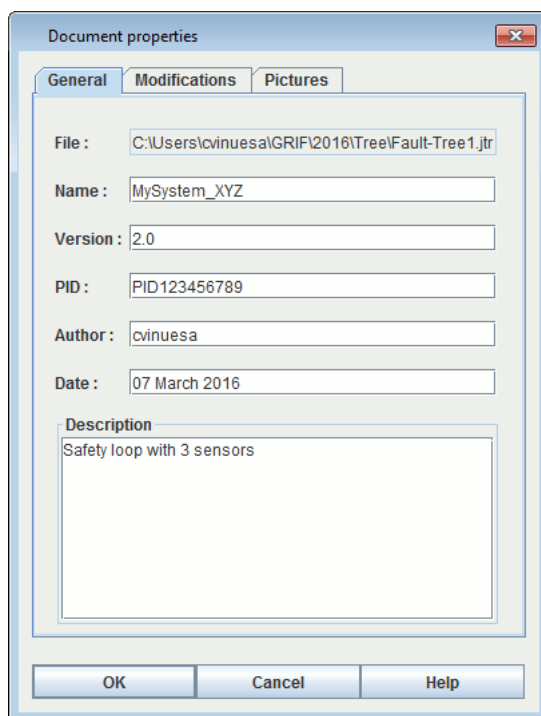 Document properties
General Modifications Pictures
File : C:\Users\cvinuesa\GRIF\2016\Tree\Fault-Tree1.jtr
Name : MySystem_XYZ
Version : 2.0
PID : PID123456789
Author : cvinuesa
Date : 07 March 2016
Description
Safety loop with 3 sensors
OK Cancel Help